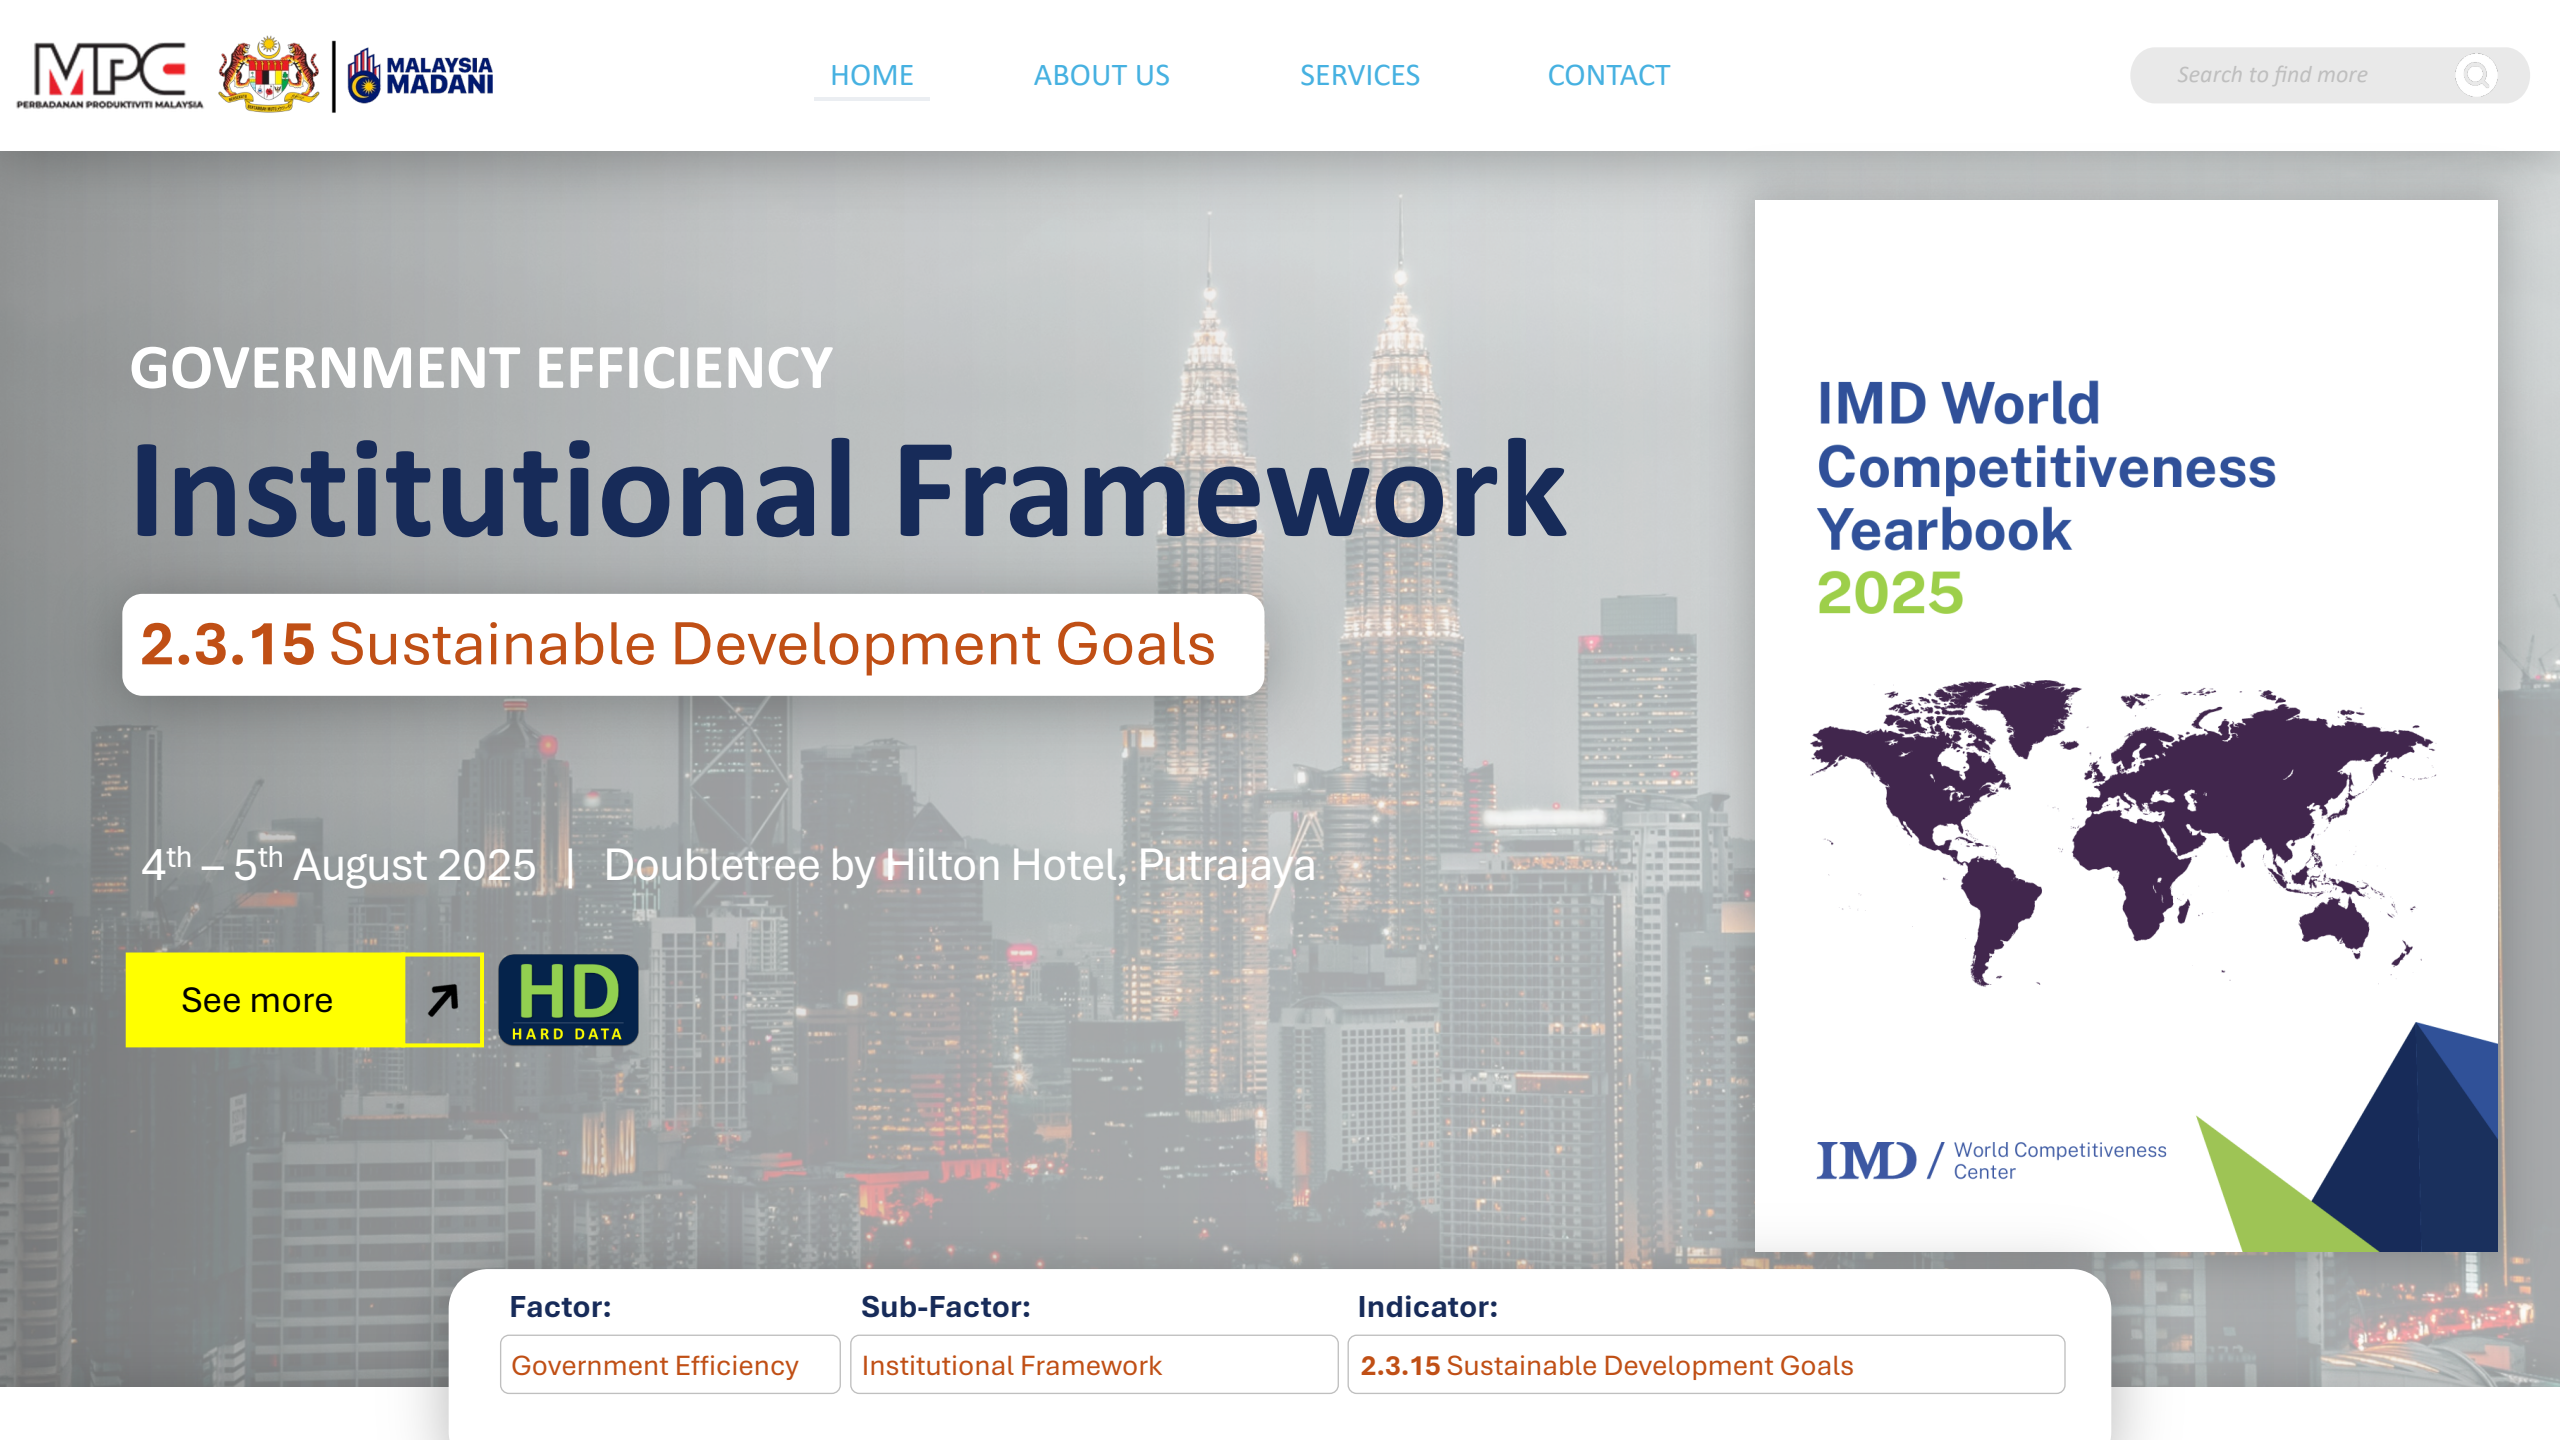 MPC
PERBADANAN PRODUKTIVITI MALAYSIA
MALAYSIA
MADANI
HOME
ABOUT US
SERVICES
CONTACT
Search to find more
GOVERNMENT EFFICIENCY
Institutional Framework
2.3.15 Sustainable Development Goals
4th – 5th August 2025 | Doubletree by Hilton Hotel, Putrajaya
See more
HD
HARD DATA
IMD World
Competitiveness
Yearbook
2025
IMD / World Competitiveness
Center
Factor:
Government Efficiency
Sub-Factor:
Institutional Framework
Indicator:
2.3.15 Sustainable Development Goals